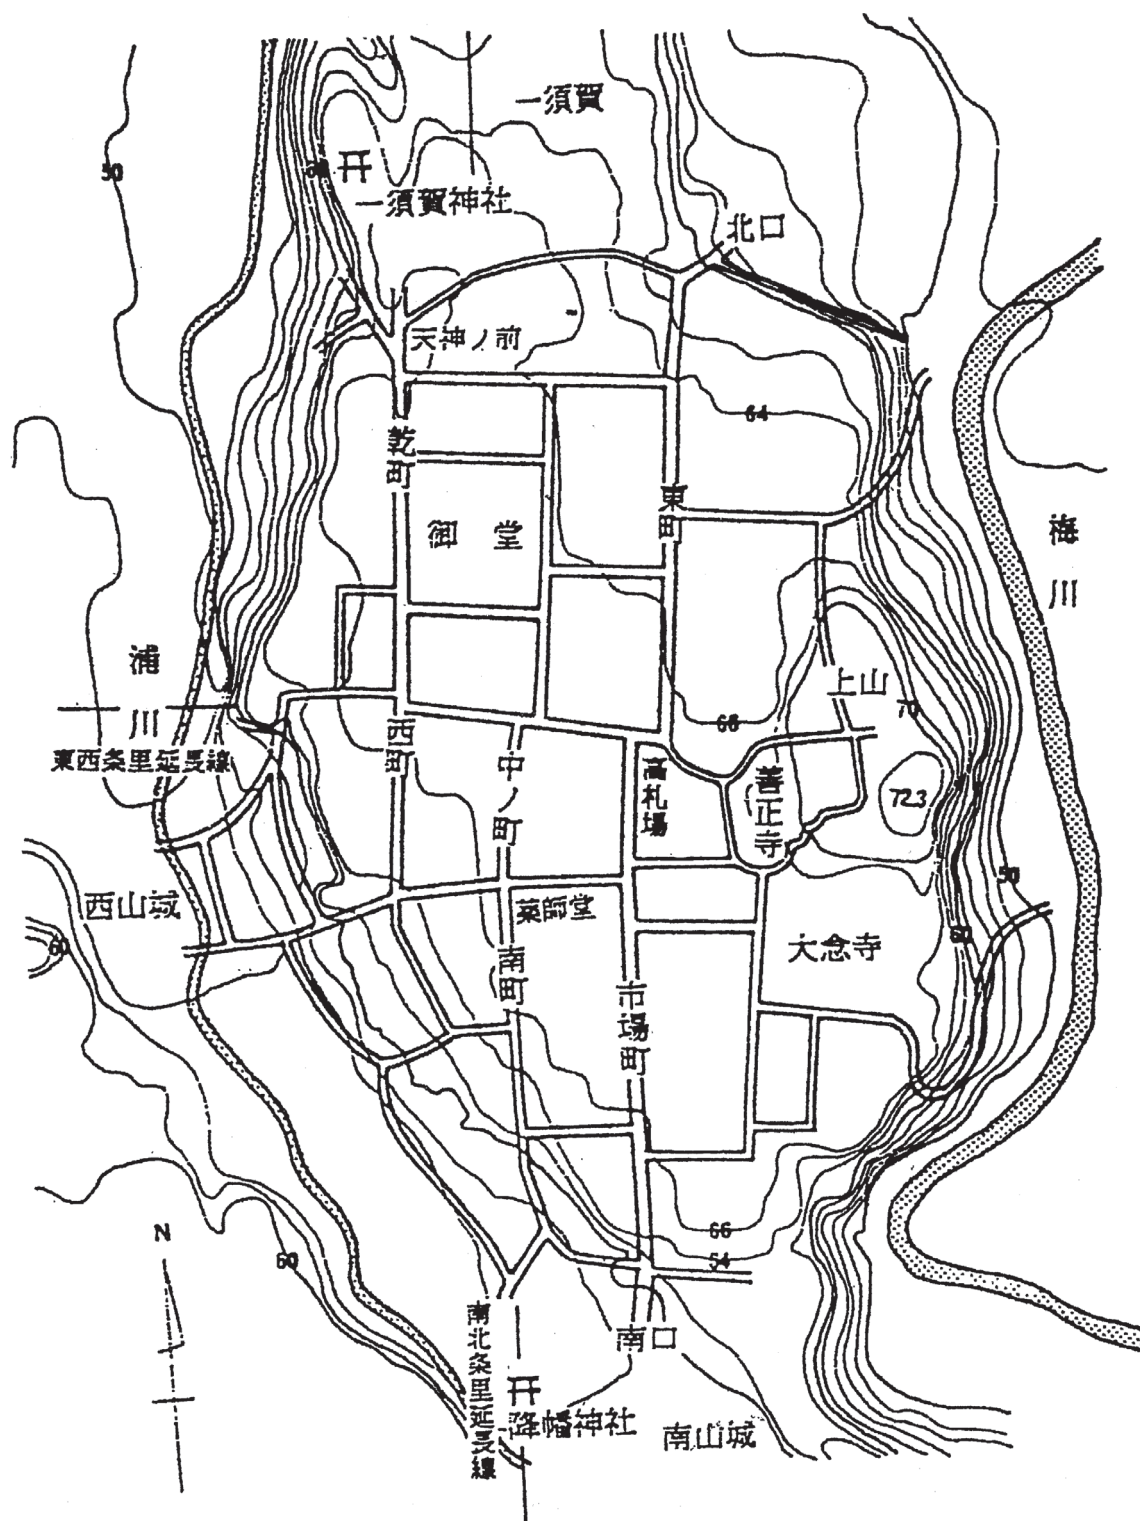 一須賀
50
60
一須賀神社
北口
天神ノ前
64
乾町
東町
御堂
梅川
浦川
上山
70
66
東西条里延長線
西町
中ノ町
高札場
善正寺
72.3
50
西山城
薬師堂
60
大念寺
60
南町
市場町
66
54
N
60
南口
南北条里延長線
降幡神社
南山城